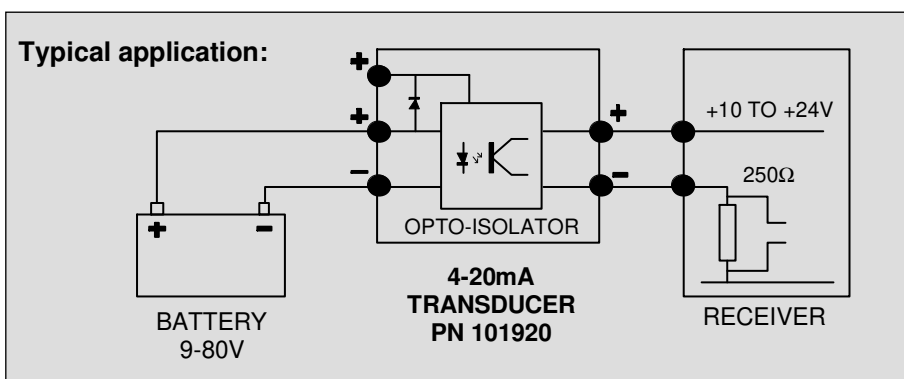 Typical application:
+
+
+
+10 TO +24V
-
-
250Ω
OPTO-ISOLATOR
+ -
4-20mA
TRANSDUCER
PN 101920
RECEIVER
BATTERY
9-80V